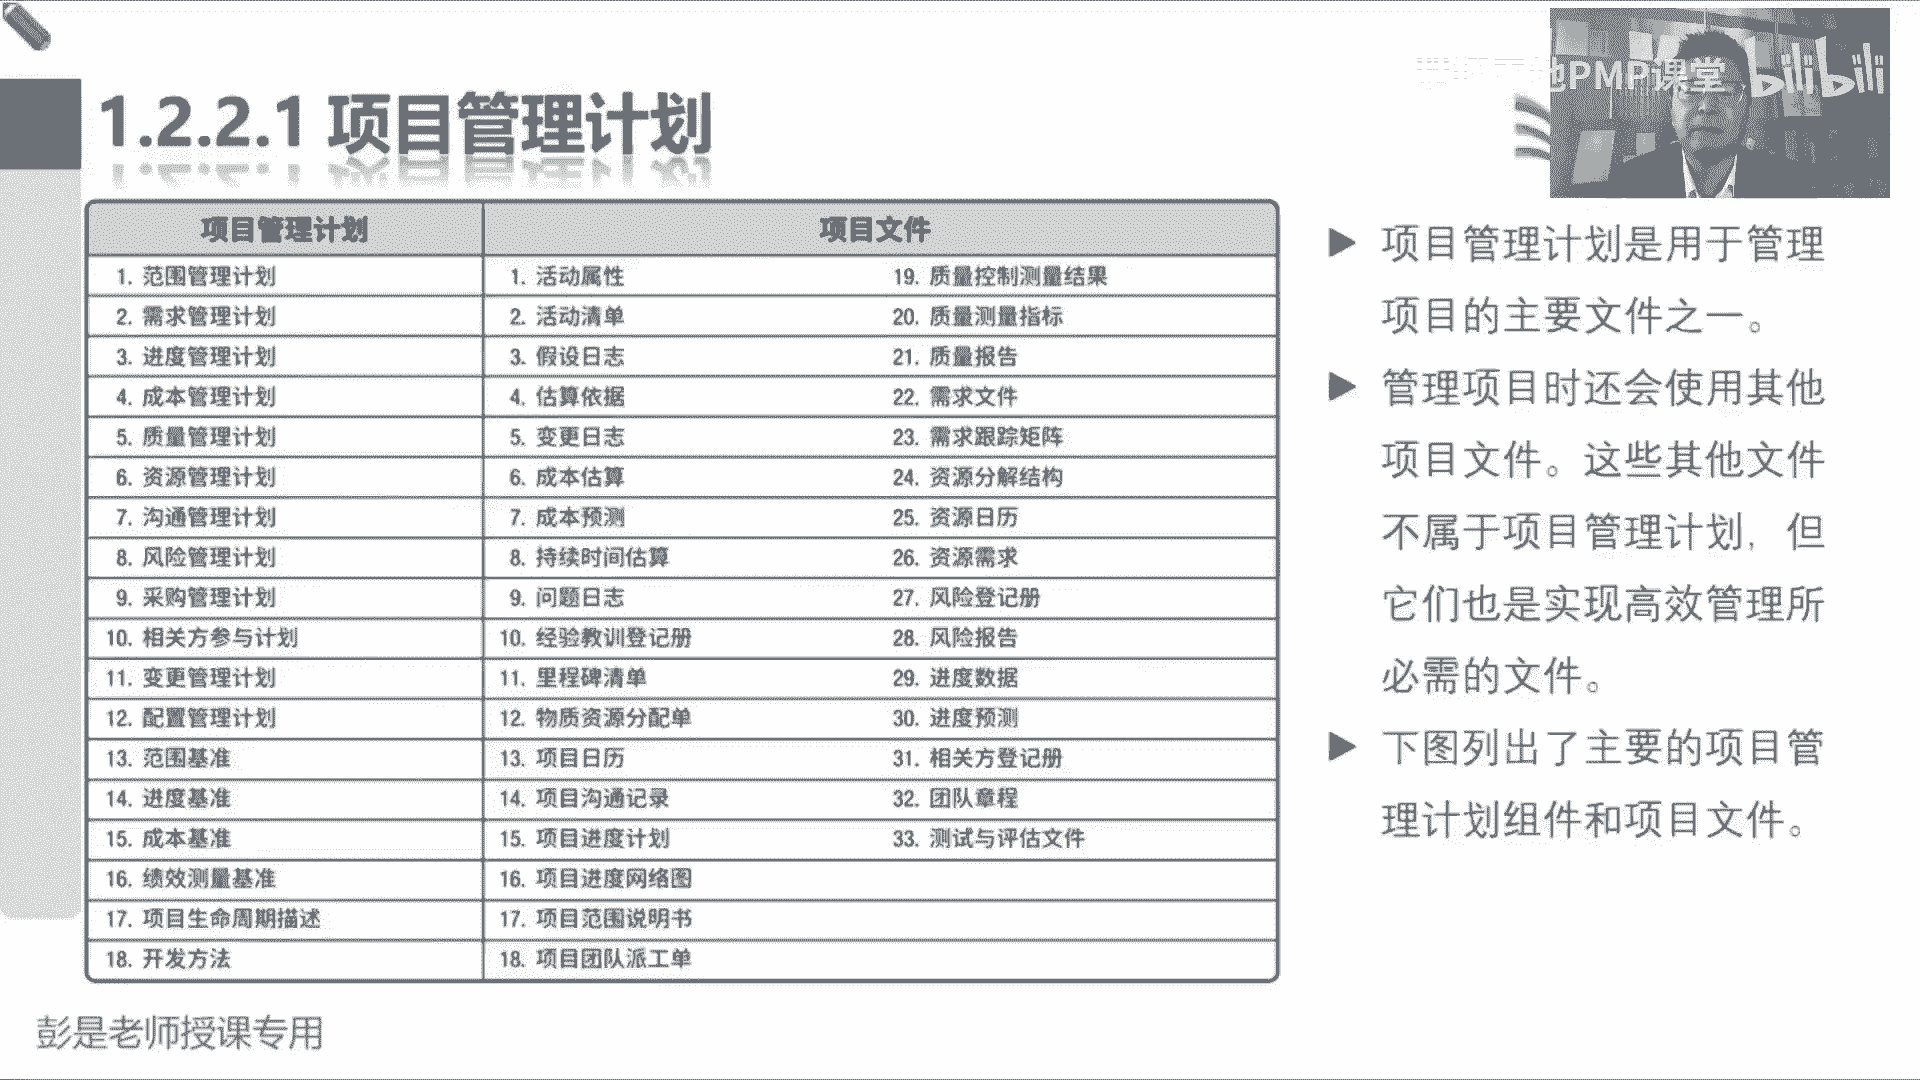 地PMP课堂 bilibili
1.2.2.1 项目管理计划
项目管理计划 项目文件
1. 范围管理计划 1. 活动属性 19. 质量控制测量结果
2. 需求管理计划 2. 活动清单 20. 质量测量指标
3. 进度管理计划 3. 假设日志 21. 质量报告
4. 成本管理计划 4. 估算依据 22. 需求文件
5. 质量管理计划 5. 变更日志 23. 需求跟踪矩阵
6. 资源管理计划 6. 成本估算 24. 资源分解结构
7. 沟通管理计划 7. 成本预测 25. 资源日历
8. 风险管理计划 8. 持续时间估算 26. 资源需求
9. 采购管理计划 9. 问题日志 27. 风险登记册
10. 相关方参与计划 10. 经验教训登记册 28. 风险报告
11. 变更管理计划 11. 里程碑清单 29. 进度数据
12. 配置管理计划 12. 物质资源分配单 30. 进度预测
13. 范围基准 13. 项目日历 31. 相关方登记册
14. 进度基准 14. 项目沟通记录 32. 团队章程
15. 成本基准 15. 项目进度计划 33. 测试与评估文件
16. 绩效测量基准 16. 项目进度网络图
17. 项目生命周期描述 17. 项目范围说明书
18. 开发方法 18. 项目团队派工单
项目管理计划是用于管理
项目的主要文件之一。
管理项目时还会使用其他
项目文件。这些其他文件
不属于项目管理计划，但
它们也是实现高效管理所
必需的文件。
下图列出了主要的项目管
理计划组件和项目文件。
彭是老师授课专用